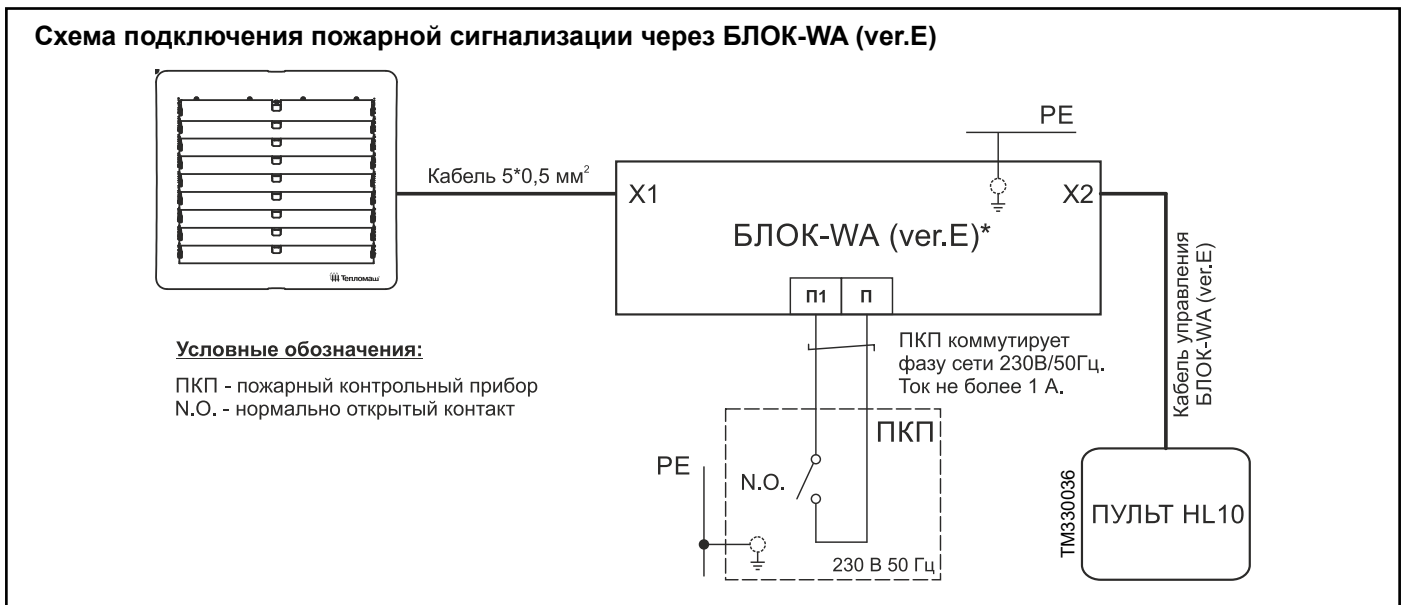 Схема подключения пожарной сигнализации через БЛОК-WA (ver.E)
PE
Кабель 5*0,5 мм²
X1
X2
БЛОК-WA (ver.E)*
П1
П
Тепломаш
Кабель управления
БЛОК-WA (ver.E)
Условные обозначения:
ПКП - пожарный контрольный прибор
N.O. - нормально открытый контакт
ПКП коммутирует
фазу сети 230В/50Гц.
Ток не более 1 А.
ПКП
PE
N.O.
230 В 50 Гц
TM330036
ПУЛЬТ HL10